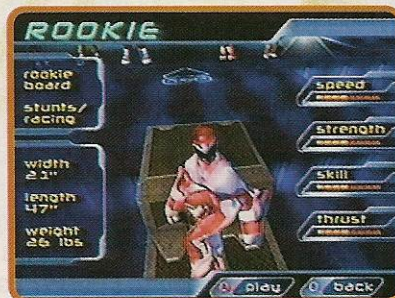 ROOKIE
rookie
board
stunts/
racing
width
21"
length
47"
weight
26 lbs
speed
strength
skill
thrust
play
back